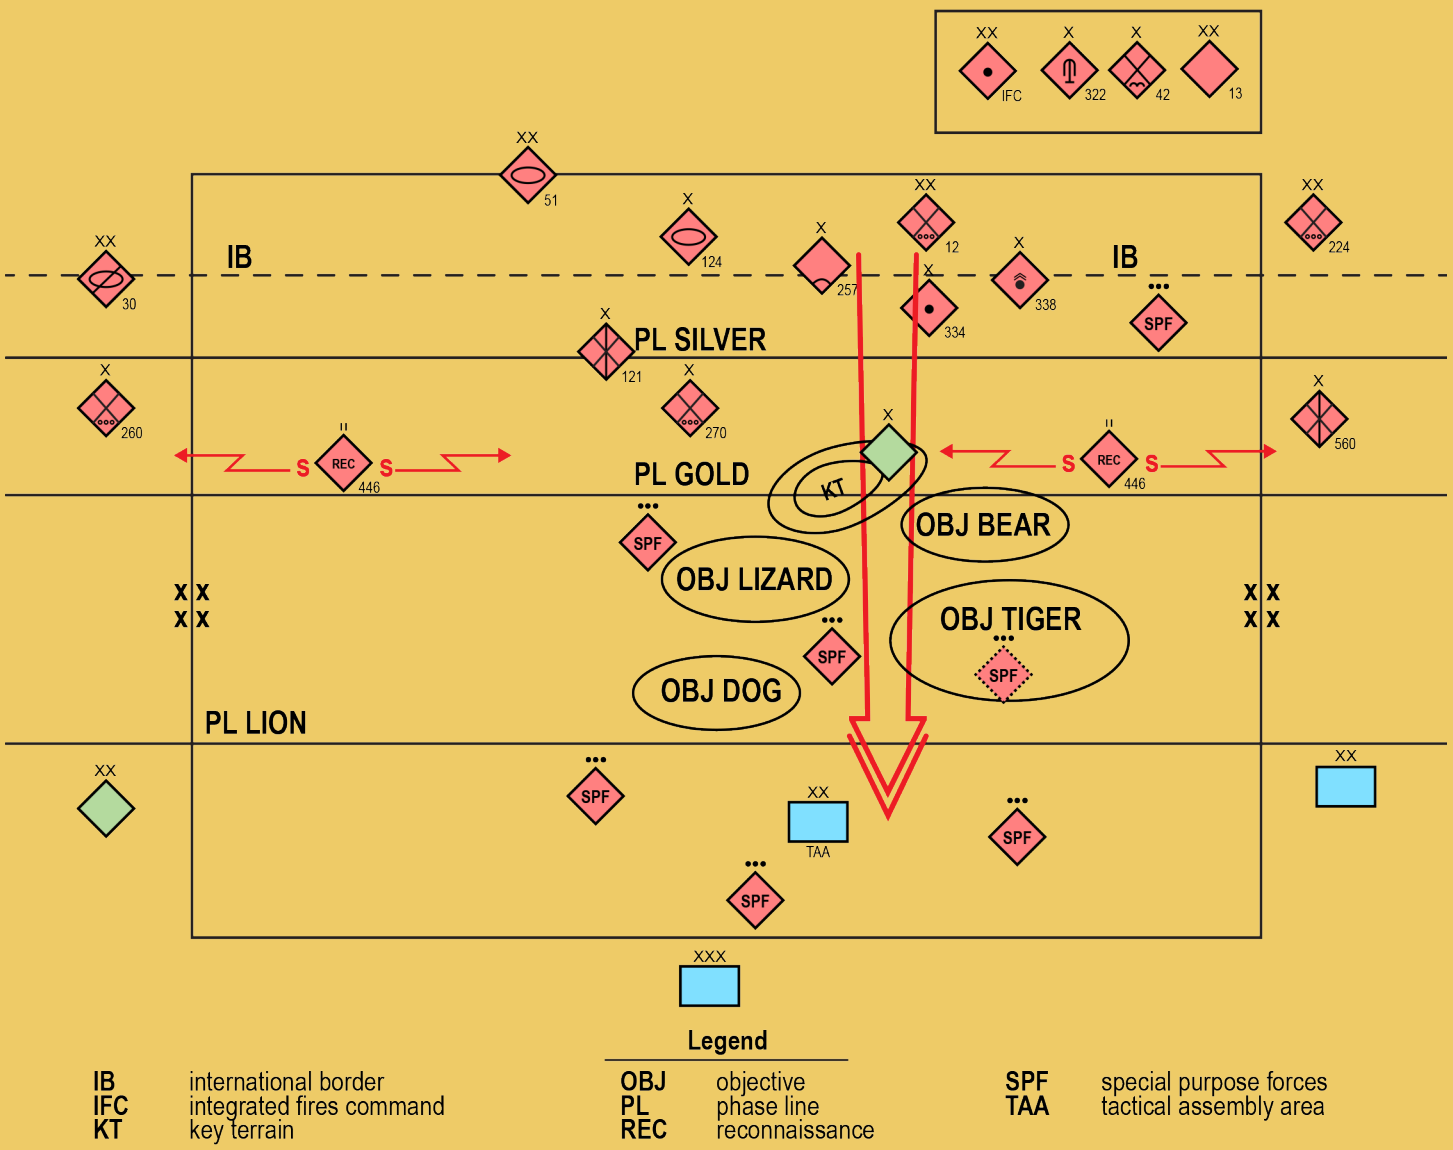 XX X X XX
IFC 322 42 13
XX
51
XX
12
XX
224
X
124
X
257
X
338
XX
30
IB
IB
X
334
SPF
X
121
PL SILVER
X
260
X
270
X
560
II
S REC S
446
X
II
S REC S
446
PL GOLD
KT
OBJ BEAR
SPF
OBJ LIZARD
XX
XX
XX
XX
OBJ TIGER
SPF
SPF
OBJ DOG
PL LION
XX
XX
SPF
XX
TAA
SPF
SPF
XXX
Legend
IB international border
IFC integrated fires command
KT key terrain
OBJ objective
PL phase line
REC reconnaissance
SPF special purpose forces
TAA tactical assembly area